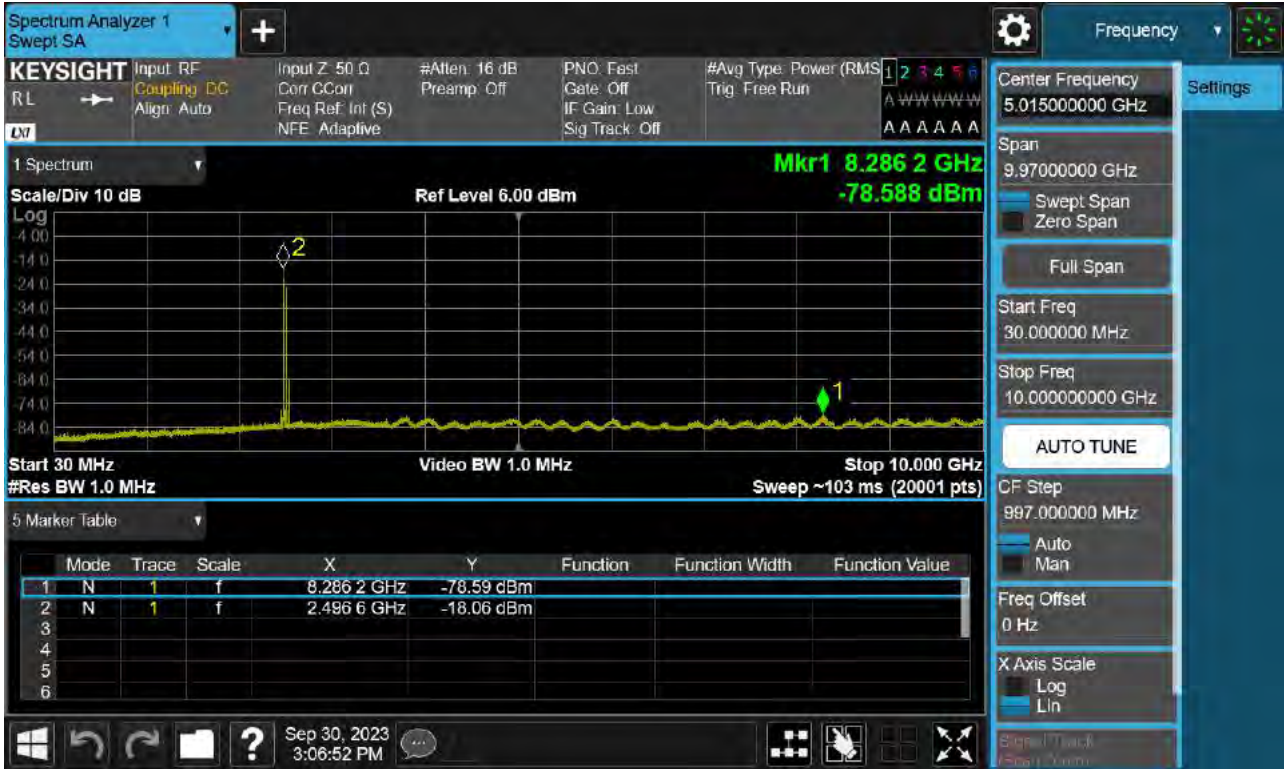 Spectrum Analyzer 1
Swept SA
+
Frequency
KEYSIGHT Input: RF Input Z: 50 Ω #Atten: 16 dB PNO: Fast #Avg Type: Power (RMS 1 2 3 4 5 6
RL Coupling: DC Corr CCorr Preamp: Off Gate: Off Trig: Free Run
Align: Auto Freq Ref: Int (S) IF Gain: Low A W W W W W
LXI NFE: Adaptive Sig Track: Off A A A A A A
1 Spectrum
Mkr1 8.286 2 GHz
Scale/Div 10 dB Ref Level 6.00 dBm -78.588 dBm
Log
-4.00
-14.0
-24.0
-34.0
-44.0
-54.0
-64.0
-74.0
-84.0
2
1
Start 30 MHz Video BW 1.0 MHz Stop 10.000 GHz
#Res BW 1.0 MHz Sweep ~103 ms (20001 pts)
5 Marker Table
Mode Trace Scale X Y Function Function Width Function Value
1 N 1 f 8.286 2 GHz -78.59 dBm
2 N 1 f 2.496 6 GHz -18.06 dBm
3
4
5
6
?
Sep 30, 2023
3:06:52 PM
Center Frequency
5.015000000 GHz
Settings
Span
9.97000000 GHz
Swept Span
Zero Span
Full Span
Start Freq
30.000000 MHz
Stop Freq
10.000000000 GHz
AUTO TUNE
CF Step
997.000000 MHz
Auto
Man
Freq Offset
0 Hz
X Axis Scale
Log
Lin
Signal Track